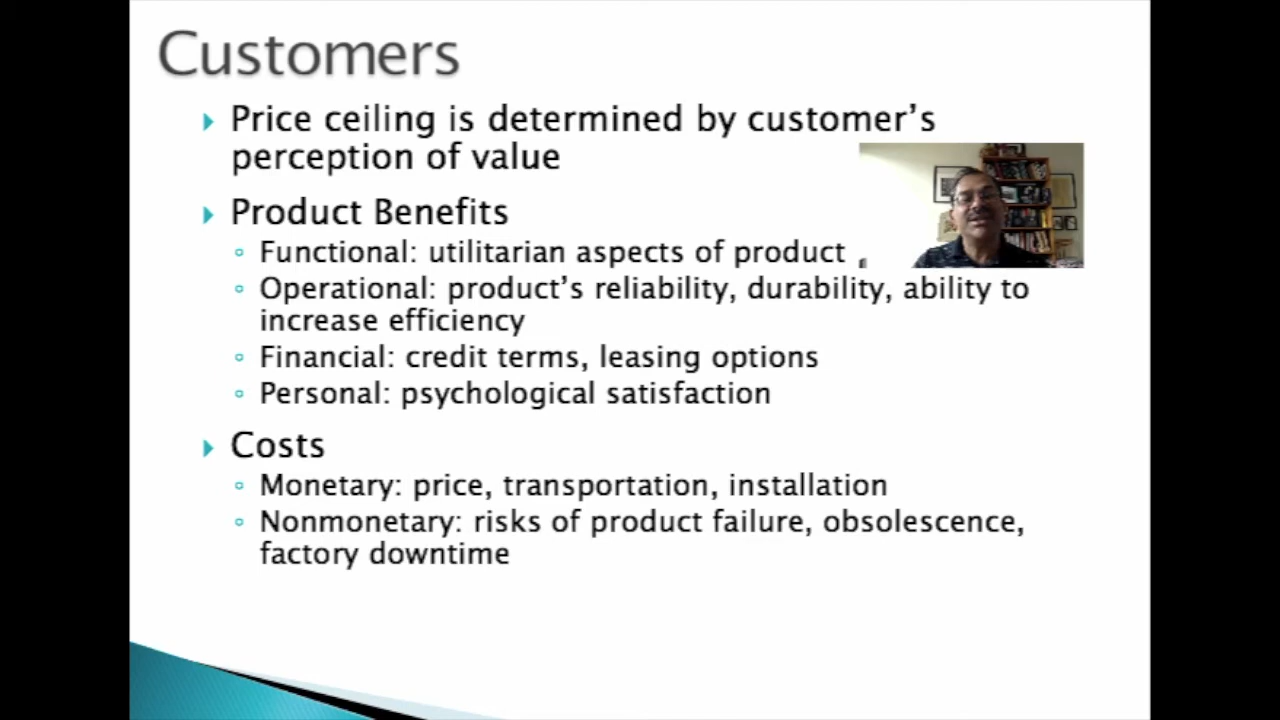 Customers
Price ceiling is determined by customer's
perception of value
Product Benefits
Functional: utilitarian aspects of product
Operational: product's reliability, durability, ability to
increase efficiency
Financial: credit terms, leasing options
Personal: psychological satisfaction
Costs
Monetary: price, transportation, installation
Nonmonetary: risks of product failure, obsolescence,
factory downtime